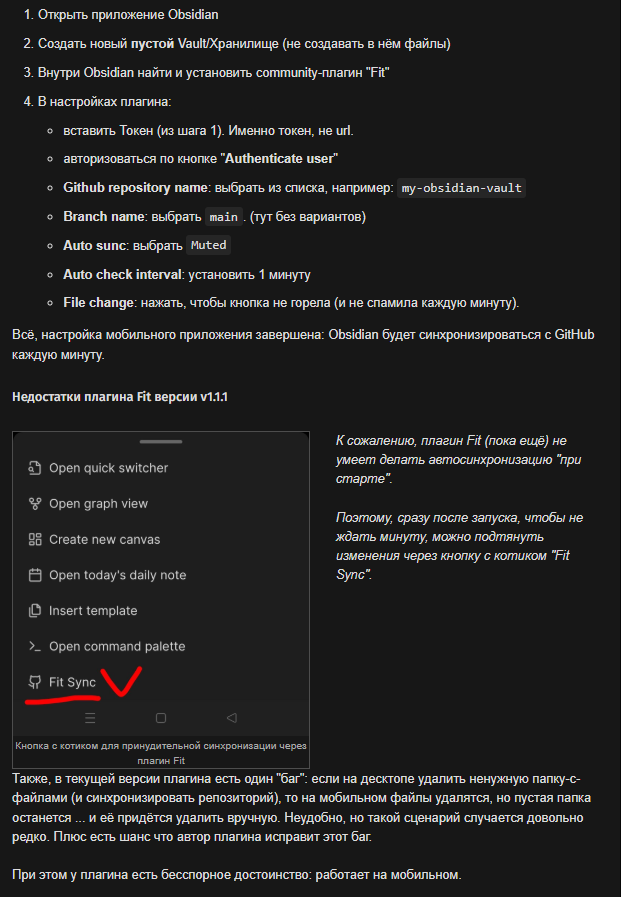 1. Открыть приложение Obsidian
2. Создать новый пустой Vault/Хранилище (не создавать в нём файлы)
3. Внутри Obsidian найти и установить community-плагин "Fit"
4. В настройках плагина:
вставить Токен (из шага 1). Именно токен, не url.
авторизоваться по кнопке "Authenticate user"
Github repository name: выбрать из списка, например: my-obsidian-vault
Branch name: выбрать main. (тут без вариантов)
Auto sunc: выбрать Muted
Auto check interval: установить 1 минуту
File change: нажать, чтобы кнопка не горела (и не спамила каждую минуту).
Всё, настройка мобильного приложения завершена: Obsidian будет синхронизироваться с GitHub
каждую минуту.
Недостатки плагина Fit версии v1.1.1
Open quick switcher
Open graph view
Create new canvas
Open today's daily note
Insert template
Open command palette
Fit Sync
Кнопка с котиком для принудительной синхронизации через
плагин Fit
К сожалению, плагин Fit (пока ещё) не
умеет делать автосинхронизацию "при
старте".
Поэтому, сразу после запуска, чтобы не
ждать минуту, можно подтянуть
изменения через кнопку с котиком "Fit
Sync".
Также, в текущей версии плагина есть один "баг": если на десктопе удалить ненужную папку-с-
файлами (и синхронизировать репозиторий), то на мобильном файлы удалятся, но пустая папка
останется ... и её придётся удалить вручную. Неудобно, но такой сценарий случается довольно
редко. Плюс есть шанс что автор плагина исправит этот баг.
При этом у плагина есть бесспорное достоинство: работает на мобильном.